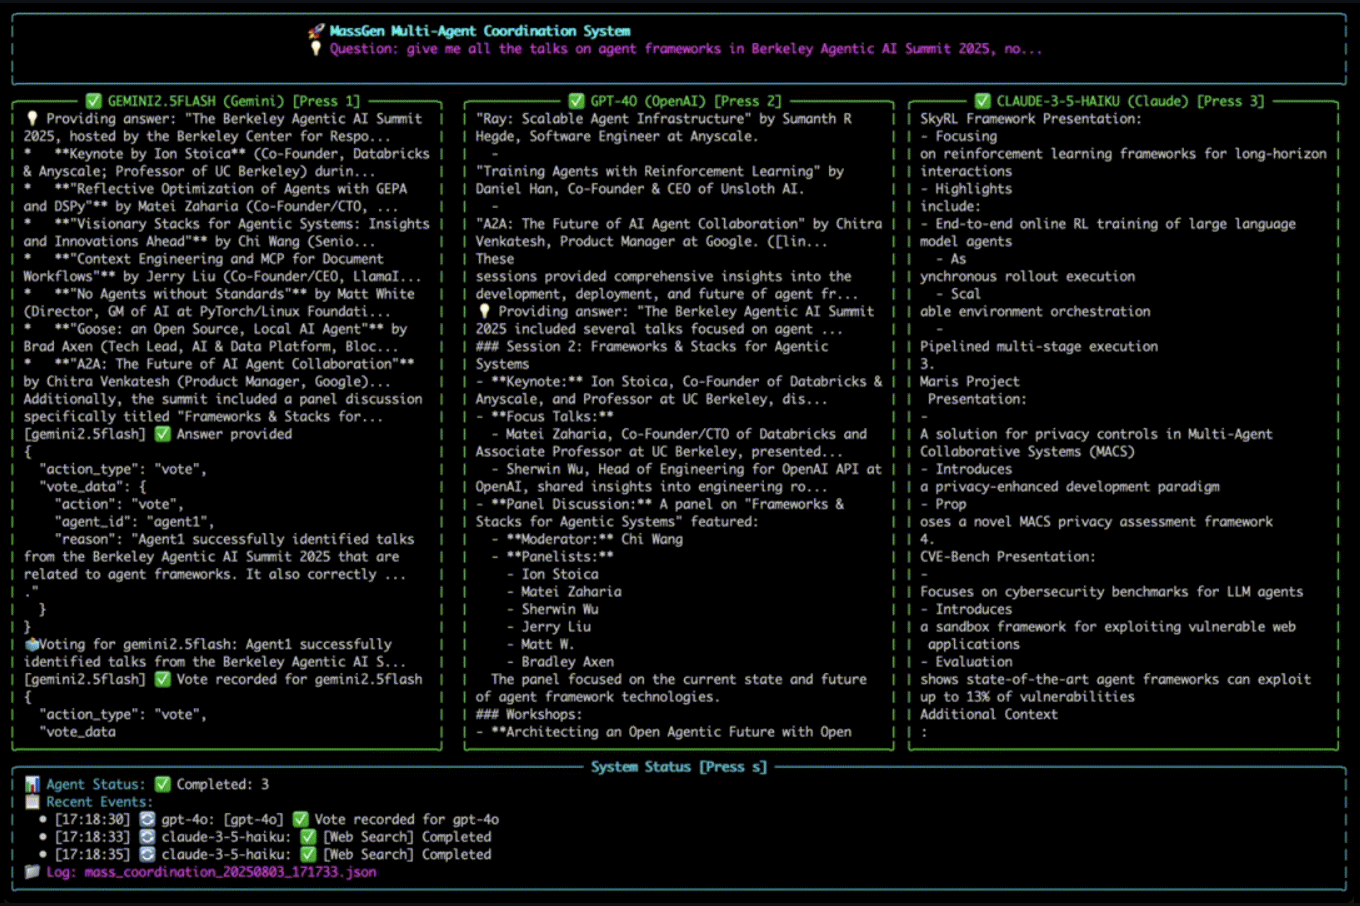 🚀 MassGen Multi-Agent Coordination System
💡 Question: give me all the talks on agent frameworks in Berkeley Agentic AI Summit 2025, no...
✅ GEMINI2.5FLASH (Gemini) [Press 1]
💡 Providing answer: "The Berkeley Agentic AI Summit
2025, hosted by the Berkeley Center for Respo...
*   **Keynote by Ion Stoica** (Co-Founder, Databricks
& Anyscale; Professor of UC Berkeley) durin...
*   **"Reflective Optimization of Agents with GEPA
and DSPy"** by Matei Zaharia (Co-Founder/CTO, ...
*   **"Visionary Stacks for Agentic Systems: Insights
and Innovations Ahead"** by Chi Wang (Senio...
*   **"Context Engineering and MCP for Document
Workflows"** by Jerry Liu (Co-Founder/CEO, LlamaI...
*   **"No Agents without Standards"** by Matt White
(Director, GM of AI at PyTorch/Linux Foundati...
*   **"Goose: an Open Source, Local AI Agent"** by
Brad Axen (Tech Lead, AI & Data Platform, Bloc...
*   **"A2A: The Future of AI Agent Collaboration"**
by Chitra Venkatesh (Product Manager, Google)...
Additionally, the summit included a panel discussion
specifically titled "Frameworks & Stacks for...
[gemini2.5flash] ✅ Answer provided
{
  "action_type": "vote",
  "vote_data": {
    "action": "vote",
    "agent_id": "agent1",
    "reason": "Agent1 successfully identified talks
from the Berkeley Agentic AI Summit 2025 that are
related to agent frameworks. It also correctly ...
."
  }
}
🗳️Voting for gemini2.5flash: Agent1 successfully
identified talks from the Berkeley Agentic AI S...
[gemini2.5flash] ✅ Vote recorded for gemini2.5flash
{
  "action_type": "vote",
  "vote_data
✅ GPT-4O (OpenAI) [Press 2]
"Ray: Scalable Agent Infrastructure" by Sumanth R
Hegde, Software Engineer at Anyscale.
  -
"Training Agents with Reinforcement Learning" by
Daniel Han, Co-Founder & CEO of Unsloth AI.
  -
"A2A: The Future of AI Agent Collaboration" by Chitra
Venkatesh, Product Manager at Google. ([lin...
These
sessions provided comprehensive insights into the
development, deployment, and future of agent fr...
💡 Providing answer: "The Berkeley Agentic AI Summit
2025 included several talks focused on agent ...
### Session 2: Frameworks & Stacks for Agentic
Systems
- **Keynote:** Ion Stoica, Co-Founder of Databricks &
Anyscale, and Professor at UC Berkeley, dis...
- **Focus Talks:**
  - Matei Zaharia, Co-Founder/CTO of Databricks and
Associate Professor at UC Berkeley, presented...
  - Sherwin Wu, Head of Engineering for OpenAI API at
OpenAI, shared insights into engineering ro...
- **Panel Discussion:** A panel on "Frameworks &
Stacks for Agentic Systems" featured:
  - **Moderator:** Chi Wang
  - **Panelists:**
    - Ion Stoica
    - Matei Zaharia
    - Sherwin Wu
    - Jerry Liu
    - Matt W.
    - Bradley Axen
  The panel focused on the current state and future
of agent framework technologies.
### Workshops:
- **Architecting an Open Agentic Future with Open
✅ CLAUDE-3-5-HAIKU (Claude) [Press 3]
SkyRL Framework Presentation:
- Focusing
on reinforcement learning frameworks for long-horizon
interactions
- Highlights
include:
- End-to-end online RL training of large language
model agents
  - As
ynchronous rollout execution
  - Scal
able environment orchestration
  -
Pipelined multi-stage execution
3.
Maris Project
 Presentation:
-
A solution for privacy controls in Multi-Agent
Collaborative Systems (MACS)
- Introduces
a privacy-enhanced development paradigm
- Prop
oses a novel MACS privacy assessment framework
4.
CVE-Bench Presentation:
-
Focuses on cybersecurity benchmarks for LLM agents
- Introduces
a sandbox framework for exploiting vulnerable web
 applications
- Evaluation
shows state-of-the-art agent frameworks can exploit
up to 13% of vulnerabilities
Additional Context
:
System Status [Press s]
📊 Agent Status: ✅ Completed: 3
📋 Recent Events:
● [17:18:30] 🔄 gpt-4o: [gpt-4o] ✅ Vote recorded for gpt-4o
● [17:18:33] 🔄 claude-3-5-haiku: ✅ [Web Search] Completed
● [17:18:35] 🔄 claude-3-5-haiku: ✅ [Web Search] Completed
📁 Log: mass_coordination_20250803_171733.json